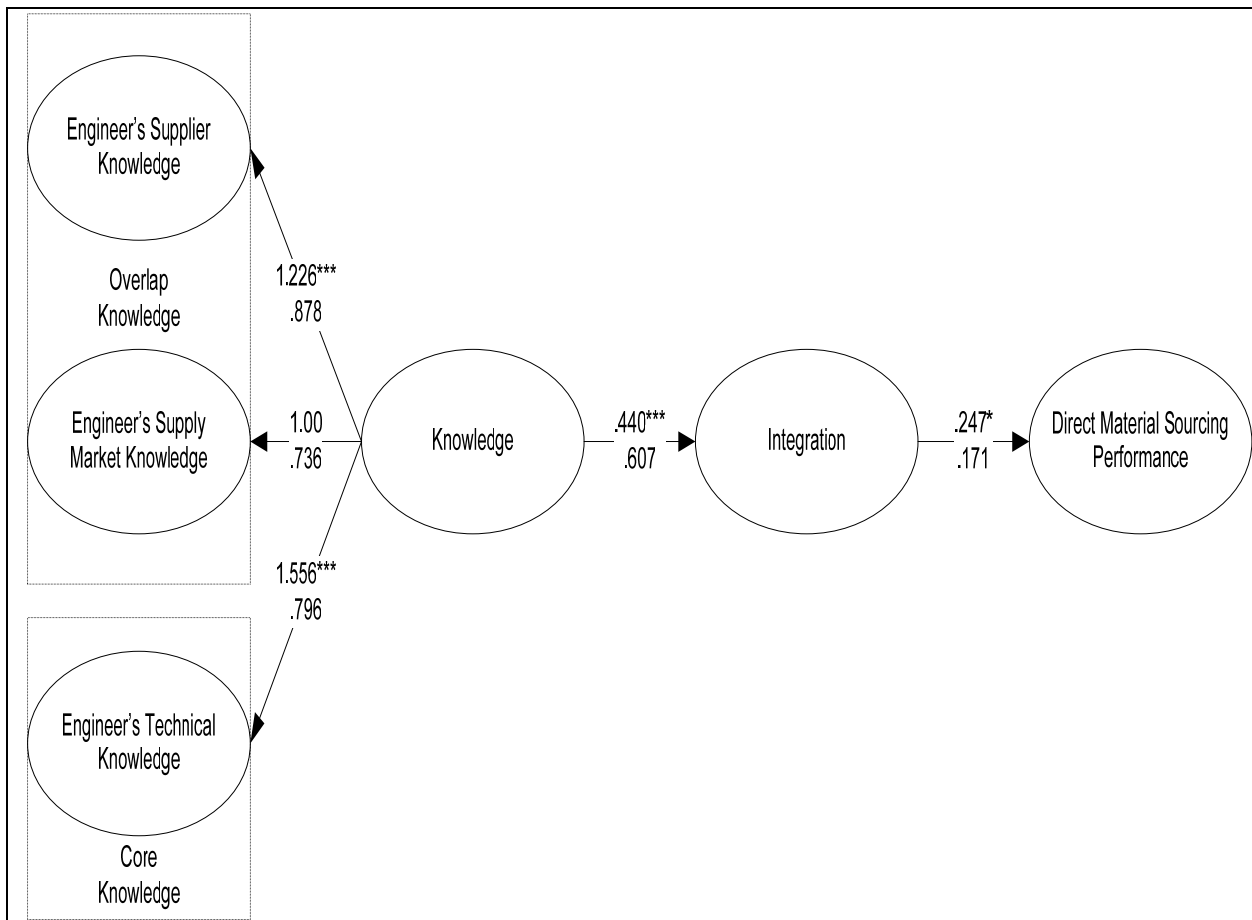 Engineer's Supplier
Knowledge
Overlap
Knowledge
1.226***
.878
Engineer's Supply
Market Knowledge
1.00
.736
Knowledge
.440***
.607
Integration
.247*
.171
Direct Material Sourcing
Performance
1.556***
.796
Engineer's Technical
Knowledge
Core
Knowledge